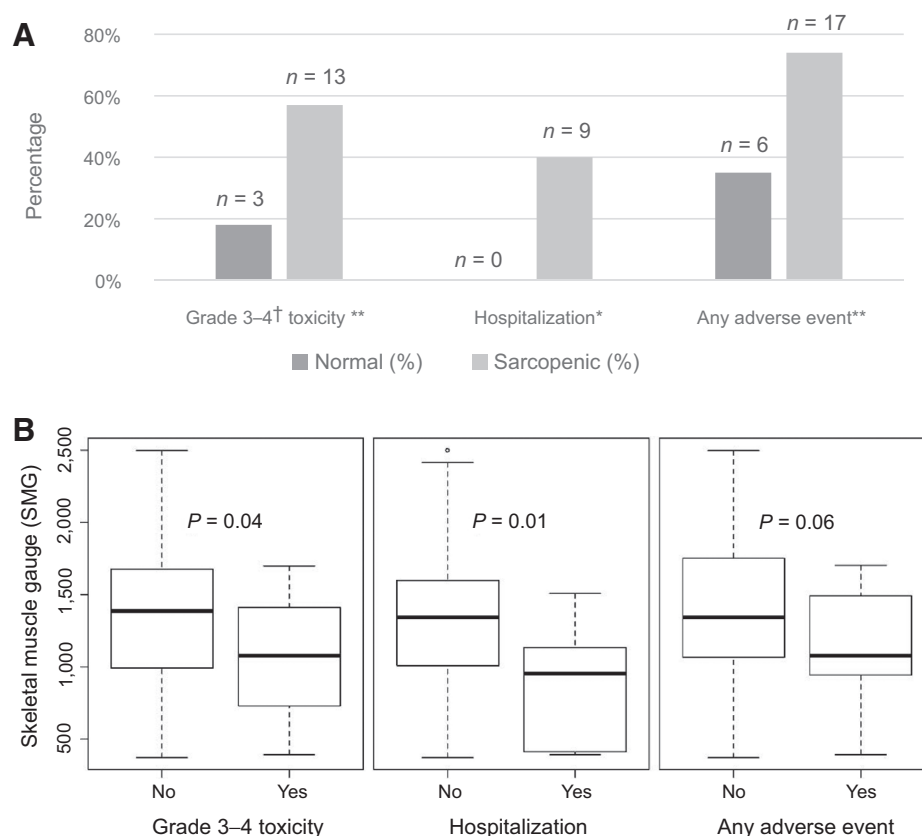 A
80%
60%
40%
20%
0%
Percentage
n = 3
n = 13
n = 0
n = 9
n = 6
n = 17
Grade 3–4† toxicity **
Hospitalization*
Any adverse event**
Normal (%)
Sarcopenic (%)
B
Skeletal muscle gauge (SMG)
2,500
2,000
1,500
1,000
500
P = 0.04
P = 0.01
P = 0.06
No
Yes
No
Yes
No
Yes
Grade 3–4 toxicity
Hospitalization
Any adverse event